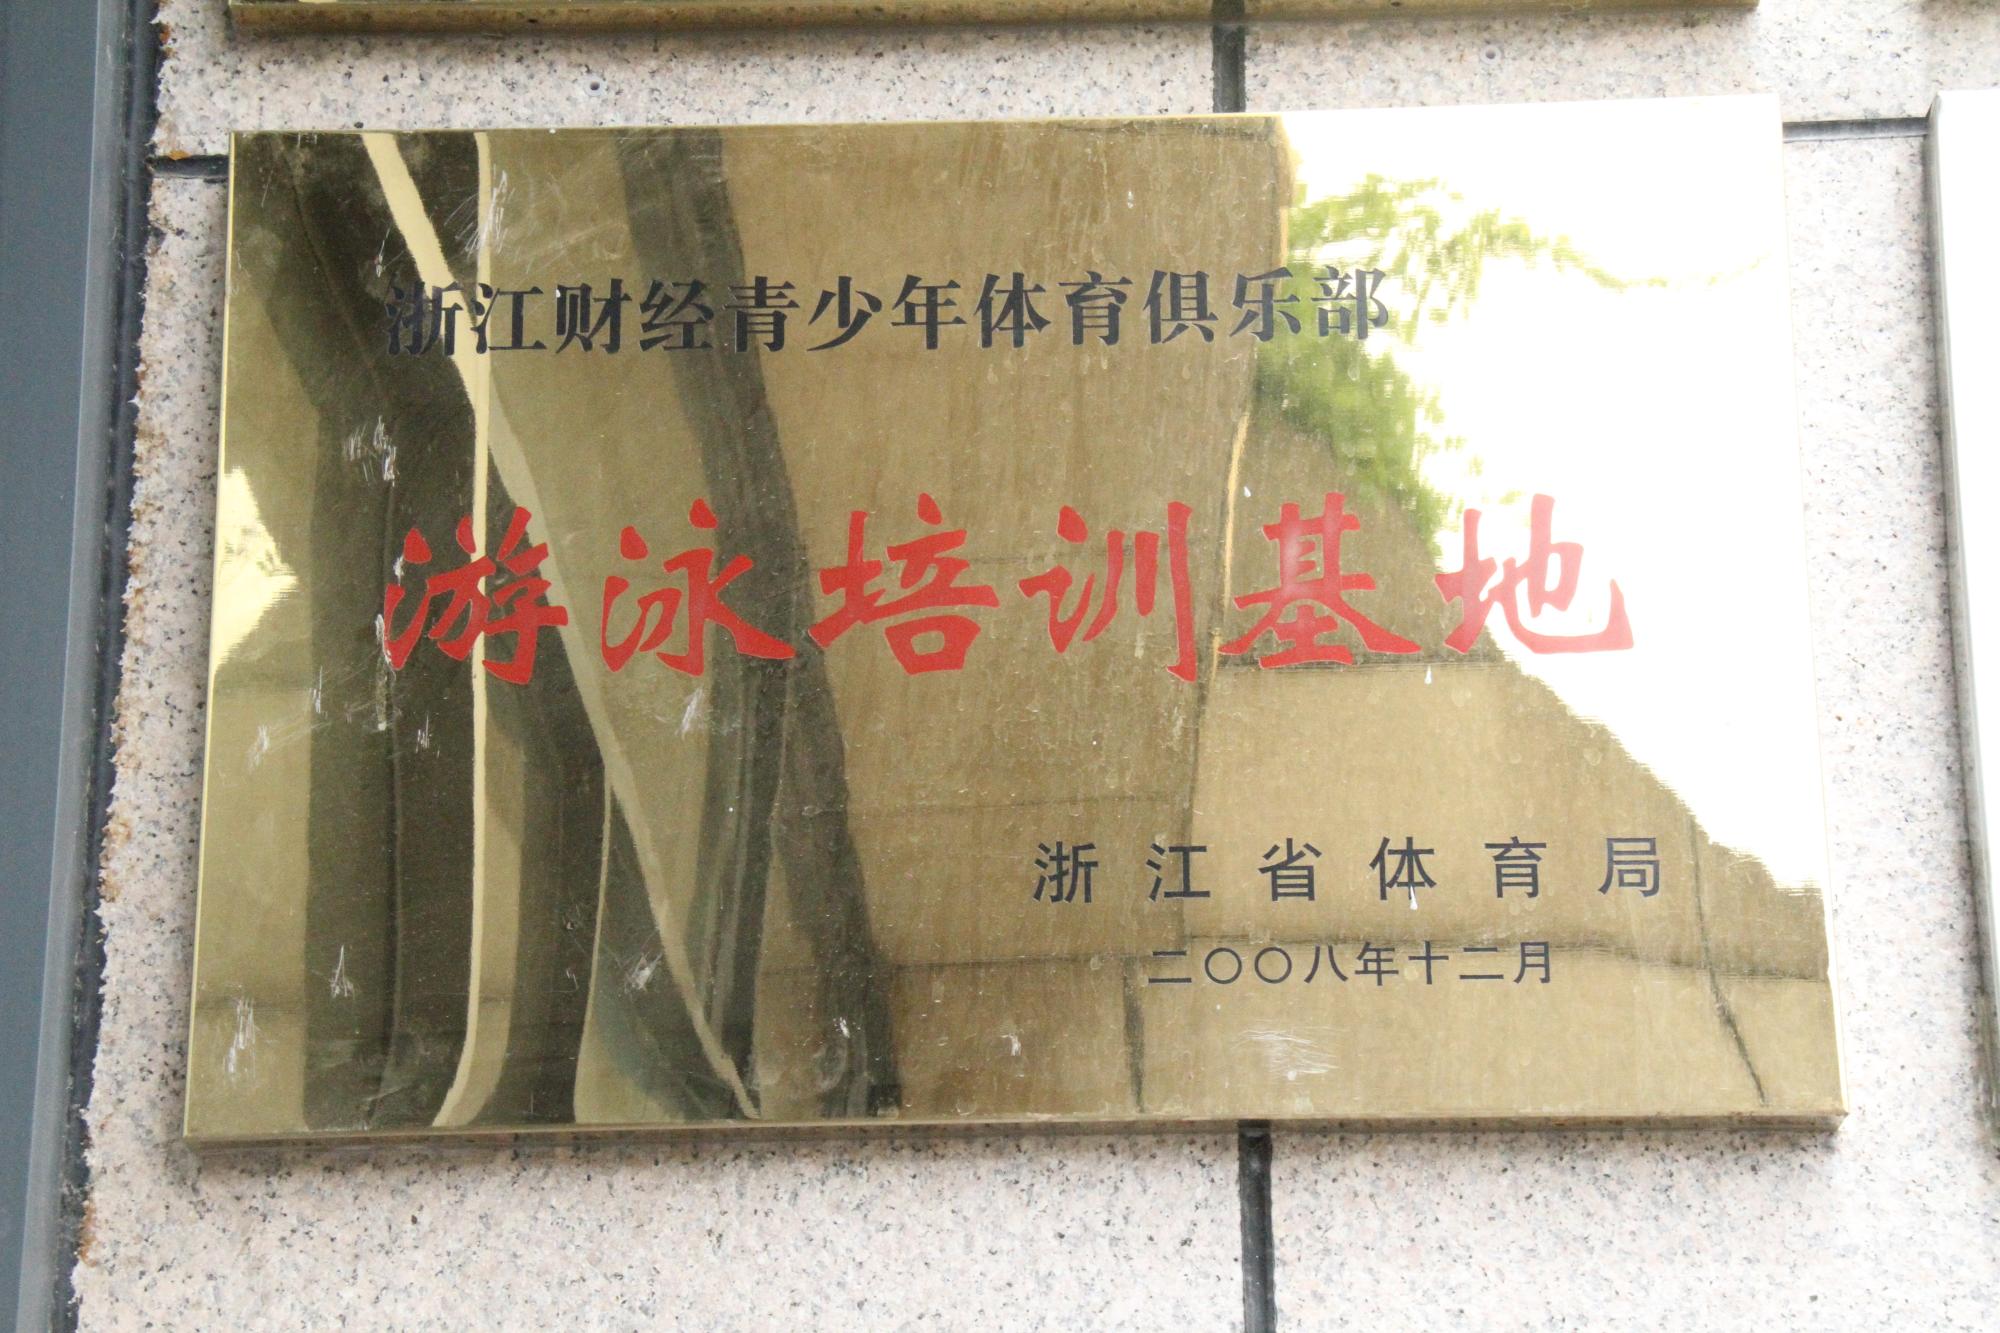 浙江财经青少年体育俱乐部
游泳培训基地
浙江省体育局
二〇〇八年十二月